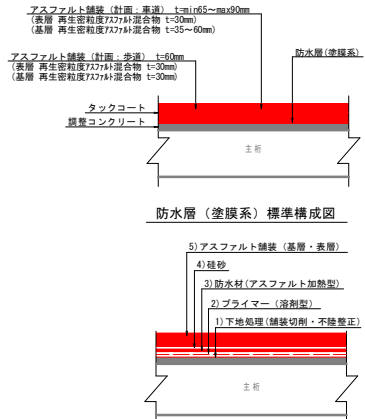 アスファルト舗装（計画：車道） t=min65～max90mm
（表層 再生密粒度アスファルト混合物 t=30mm）
（基層 再生密粒度アスファルト混合物 t=35～60mm）
アスファルト舗装（計画：歩道） t=60mm
（表層 再生密粒度アスファルト混合物 t=30mm）
（基層 再生密粒度アスファルト混合物 t=30mm）
防水層（塗膜系）
タックコート
調整コンクリート
主桁
防水層（塗膜系）標準構成図
5）アスファルト舗装（基層・表層）
4）硅砂
3）防水材（アスファルト加熱型）
2）プライマー（溶剤型）
1）下地処理（舗装切削・不陸整正）
主桁